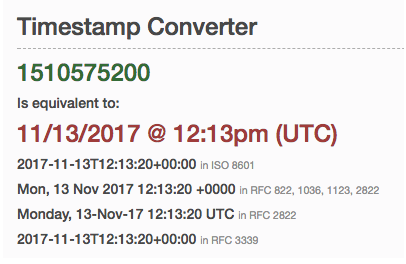 Timestamp Converter
1510575200
Is equivalent to:
11/13/2017 @ 12:13pm (UTC)
2017-11-13T12:13:20+00:00 in ISO 8601
Mon, 13 Nov 2017 12:13:20 +0000 in RFC 822, 1036, 1123, 2822
Monday, 13-Nov-17 12:13:20 UTC in RFC 2822
2017-11-13T12:13:20+00:00 in RFC 3339